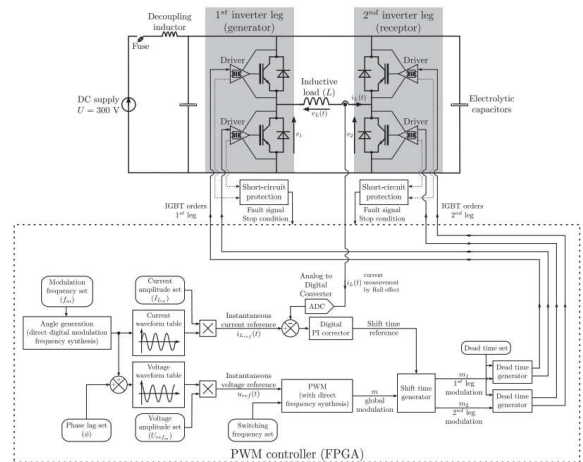 1st inverter leg
(generator)
2nd inverter leg
(receptor)
Decoupling
inductor
Fuse
Driver
Driver
DC supply
U = 300 V
Inductive
load (L)
iL(t)
vL(t)
v1
v2
Driver
Driver
Electrolytic
capacitors
Short-circuit
protection
Short-circuit
protection
IGBT orders
1st leg
Fault signal
Stop condition
Fault signal
Stop condition
IGBT orders
2nd leg
Modulation
frequency set
(fm)
Current
amplitude set
Analog to
Digital
Converter
iL(t)
current
measurement
by Hall effect
ADC
Angle generation
(direct digital modulation
frequency synthesis)
Current
waveform table
Instantaneous
current reference
iLref(t)
Digital
PI corrector
Shift time
reference
Dead time set
Voltage
waveform table
Instantaneous
voltage reference
uref(t)
PWM
(with direct
frequency synthesis)
m
global
modulation
Shift time
generator
m1
1st leg
modulation
m2
2nd leg
modulation
Dead time
generator
Dead time
generator
Phase lag set
(ϕ)
Voltage
amplitude set
(Urefm)
Switching
frequency set
PWM controller (FPGA)